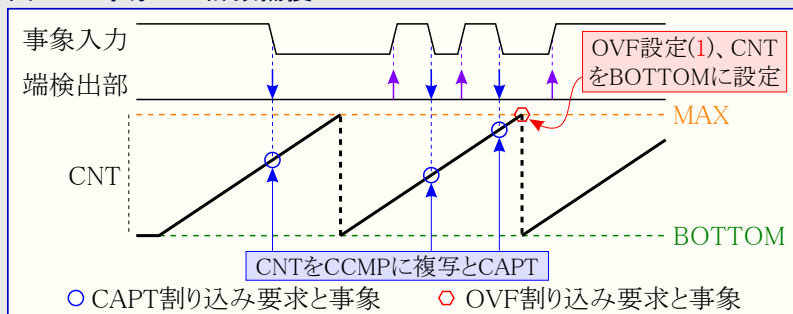 事象入力
OVF設定(1)、CNT
をBOTTOMに設定
端検出部
MAX
CNT
BOTTOM
CNTをCCMPに複写とCAPT
CAPT割り込み要求と事象
OVF割り込み要求と事象